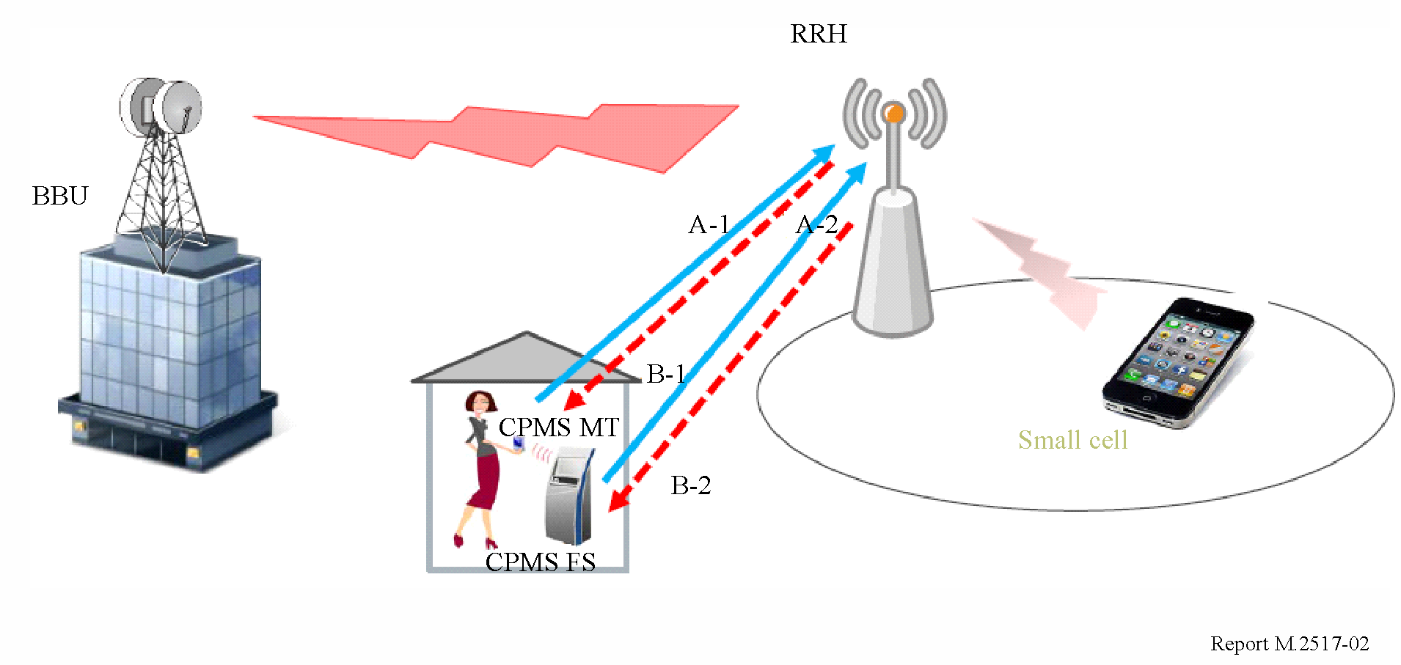 RRH
BBU
A-1
A-2
B-1
CPMS MT
Small cell
B-2
CPMS FS
Report M.2517-02